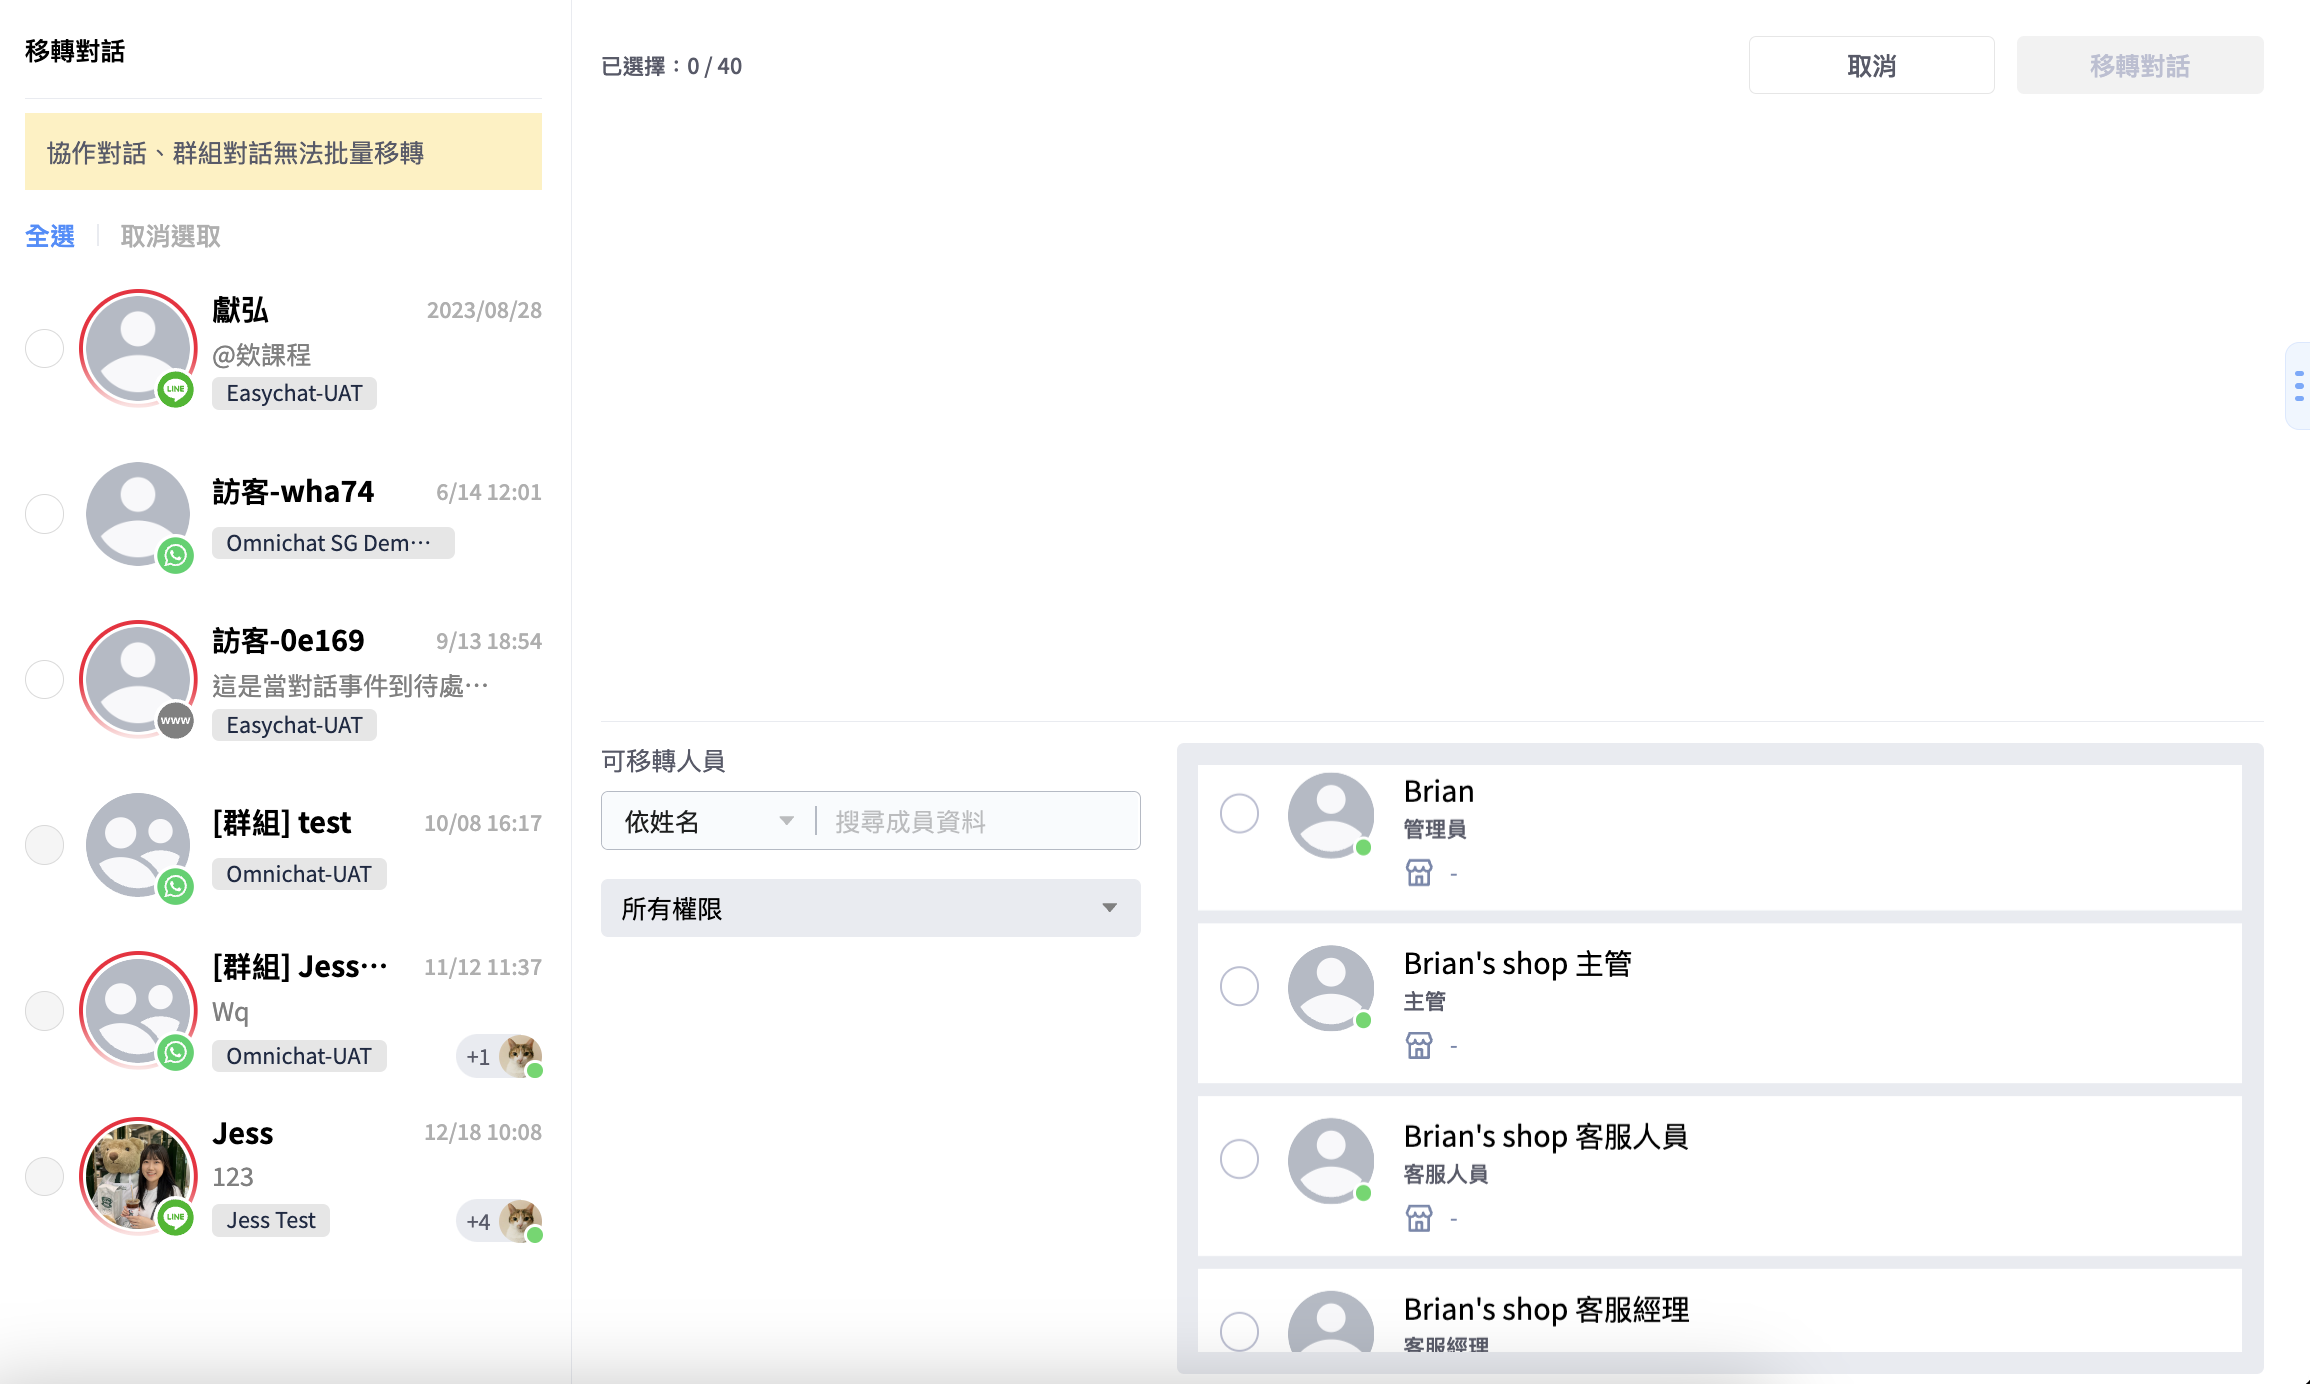 移轉對話
協作對話、群組對話無法批量移轉
全選 取消選取
獻弘 2023/08/28
@欸課程
LINE
Easychat-UAT
訪客-wha74 6/14 12:01
Omnichat SG Dem⋯
訪客-0e169 9/13 18:54
這是當對話事件到待處⋯
www
Easychat-UAT
[群組] test 10/08 16:17
Omnichat-UAT
[群組] Jess⋯ 11/12 11:37
Wq
Omnichat-UAT +1
Jess 12/18 10:08
123
LINE
Jess Test +4
已選擇：0 / 40
取消
移轉對話
可移轉人員
依姓名 搜尋成員資料
所有權限
Brian
管理員
-
Brian's shop 主管
主管
-
Brian's shop 客服人員
客服人員
-
Brian's shop 客服經理
客服經理